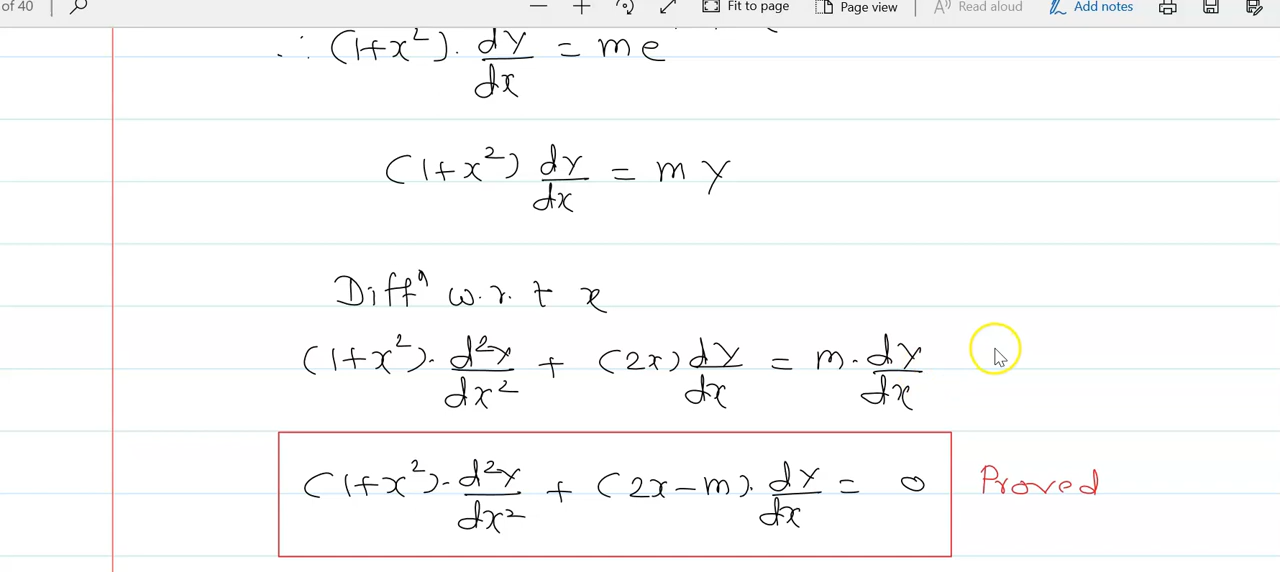 of 40 Fit to page Page view Read aloud Add notes
∴ (1+x²). dy/dx = me
(1+x²) dy/dx = my
Diffⁿ w.r.t x
(1+x²). d²y/dx² + (2x) dy/dx = m. dy/dx
(1+x²). d²y/dx² + (2x-m). dy/dx = 0 Proved